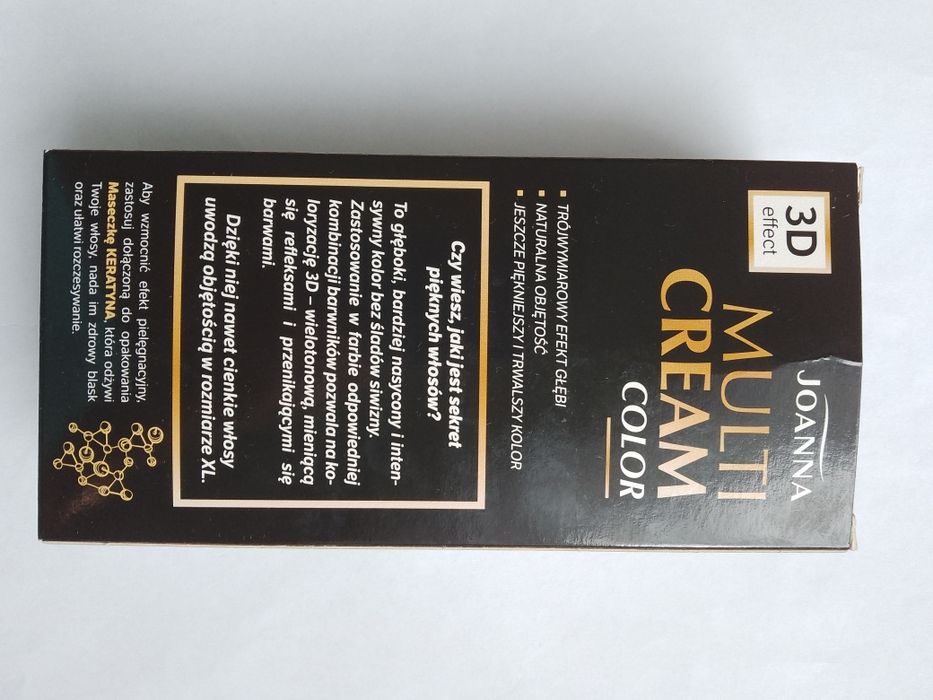 JOANNA
3D
effect
MULTI
CREAM
COLOR
▪ TRÓJWYMIAROWY EFEKT GŁĘBI
▪ NATURALNA OBJĘTOŚĆ
▪ JESZCZE PIĘKNIEJSZY I TRWALSZY KOLOR
Czy wiesz, jaki jest sekret
pięknych włosów?
To głęboki, bardziej nasycony i inten-
sywny kolor bez śladów siwizny.
Zastosowanie w farbie odpowiedniej
kombinacji barwników pozwala na ko-
loryzację 3D – wielotonową, mieniącą
się refleksami i przenikającymi się
barwami.
Dzięki niej nawet cienkie włosy
uwodzą objętością w rozmiarze XL.
Aby wzmocnić efekt pielęgnacyjny,
zastosuj dołączoną do opakowania
Maseczkę KERATYNA, która odżywi
Twoje włosy, nada im zdrowy blask
oraz ułatwi rozczesywanie.